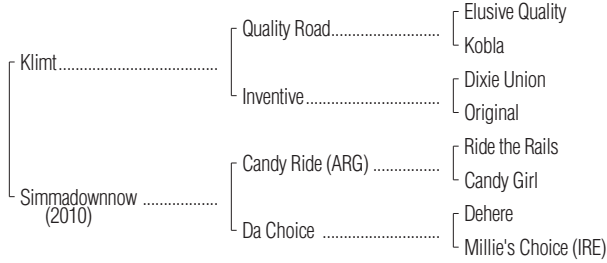 Elusive Quality
Quality Road
Kobla
Klimt
Dixie Union
Inventive
Original
Ride the Rails
Candy Ride (ARG)
Candy Girl
Simmadownnow
(2010)
Dehere
Da Choice
Millie's Choice (IRE)